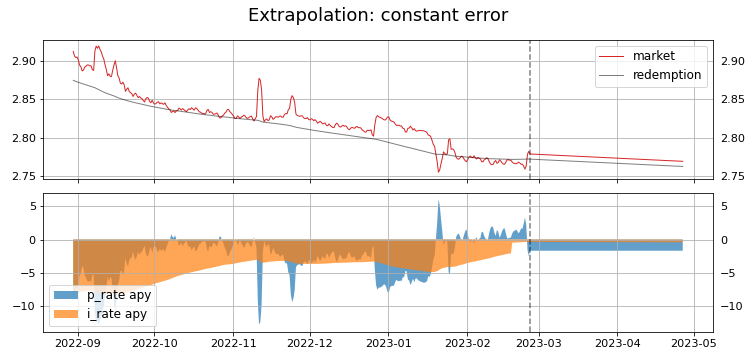 Extrapolation: constant error
market
redemption
2.90 2.90
2.85 2.85
2.80 2.80
2.75 2.75
5 5
0 0
−5 −5
−10 −10
p_rate apy
i_rate apy
2022-09 2022-10 2022-11 2022-12 2023-01 2023-02 2023-03 2023-04 2023-05